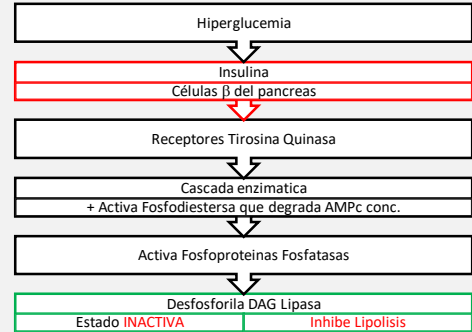 Hiperglucemia
Insulina
Células β del pancreas
Receptores Tirosina Quinasa
Cascada enzimatica
+ Activa Fosfodiestersa que degrada AMPc conc.
Activa Fosfoproteinas Fosfatasas
Desfosforila DAG Lipasa
Estado INACTIVA
Inhibe Lipolisis